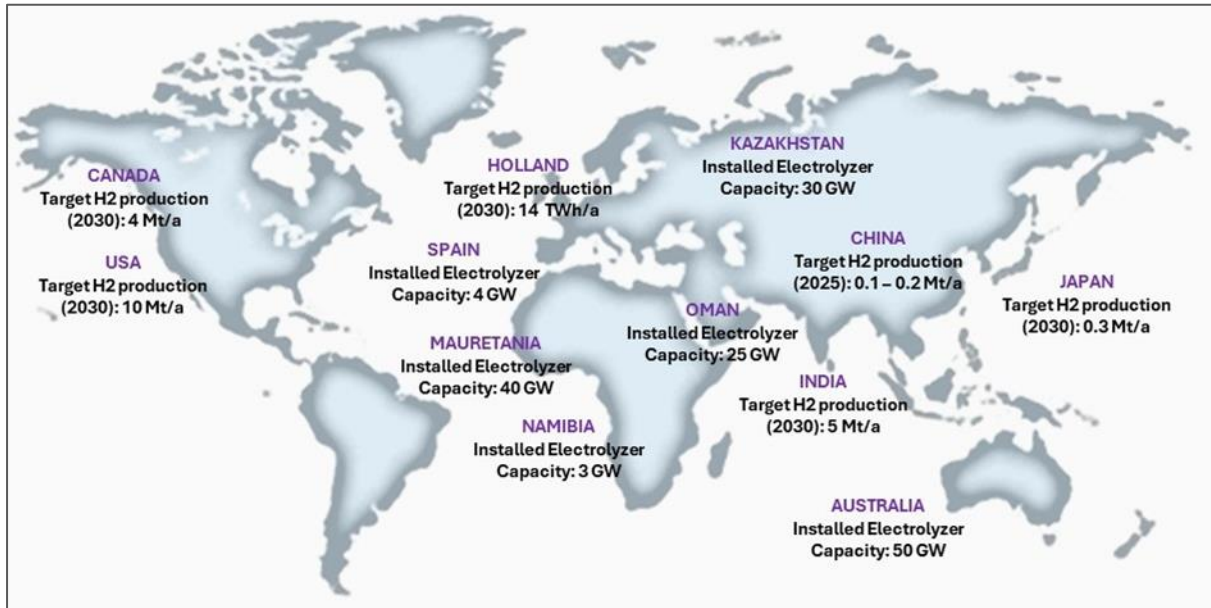 CANADA
Target H2 production
(2030): 4 Mt/a
USA
Target H2 production
(2030): 10 Mt/a
HOLLAND
Target H2 production
(2030): 14 TWh/a
SPAIN
Installed Electrolyzer
Capacity: 4 GW
MAURETANIA
Installed Electrolyzer
Capacity: 40 GW
NAMIBIA
Installed Electrolyzer
Capacity: 3 GW
KAZAKHSTAN
Installed Electrolyzer
Capacity: 30 GW
CHINA
Target H2 production
(2025): 0.1 – 0.2 Mt/a
OMAN
Installed Electrolyzer
Capacity: 25 GW
JAPAN
Target H2 production
(2030): 0.3 Mt/a
INDIA
Target H2 production
(2030): 5 Mt/a
AUSTRALIA
Installed Electrolyzer
Capacity: 50 GW